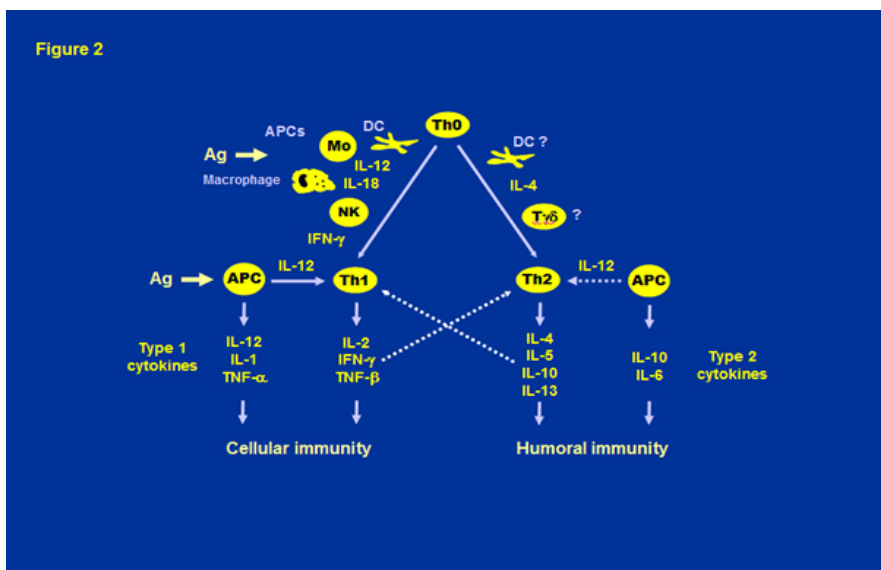 Figure 2
DC
Th0
DC ?
APCs
Mo
Ag
IL-12
Macrophage
IL-18
IL-4
NK
Tγδ ?
IFN-γ
IL-12
IL-12
Ag
APC
Th1
Th2
APC
Type 1
cytokines
IL-12
IL-1
TNF-α
IL-2
IFN-γ
TNF-β
IL-4
IL-5
IL-10
IL-13
IL-10
IL-6
Type 2
cytokines
Cellular immunity
Humoral immunity